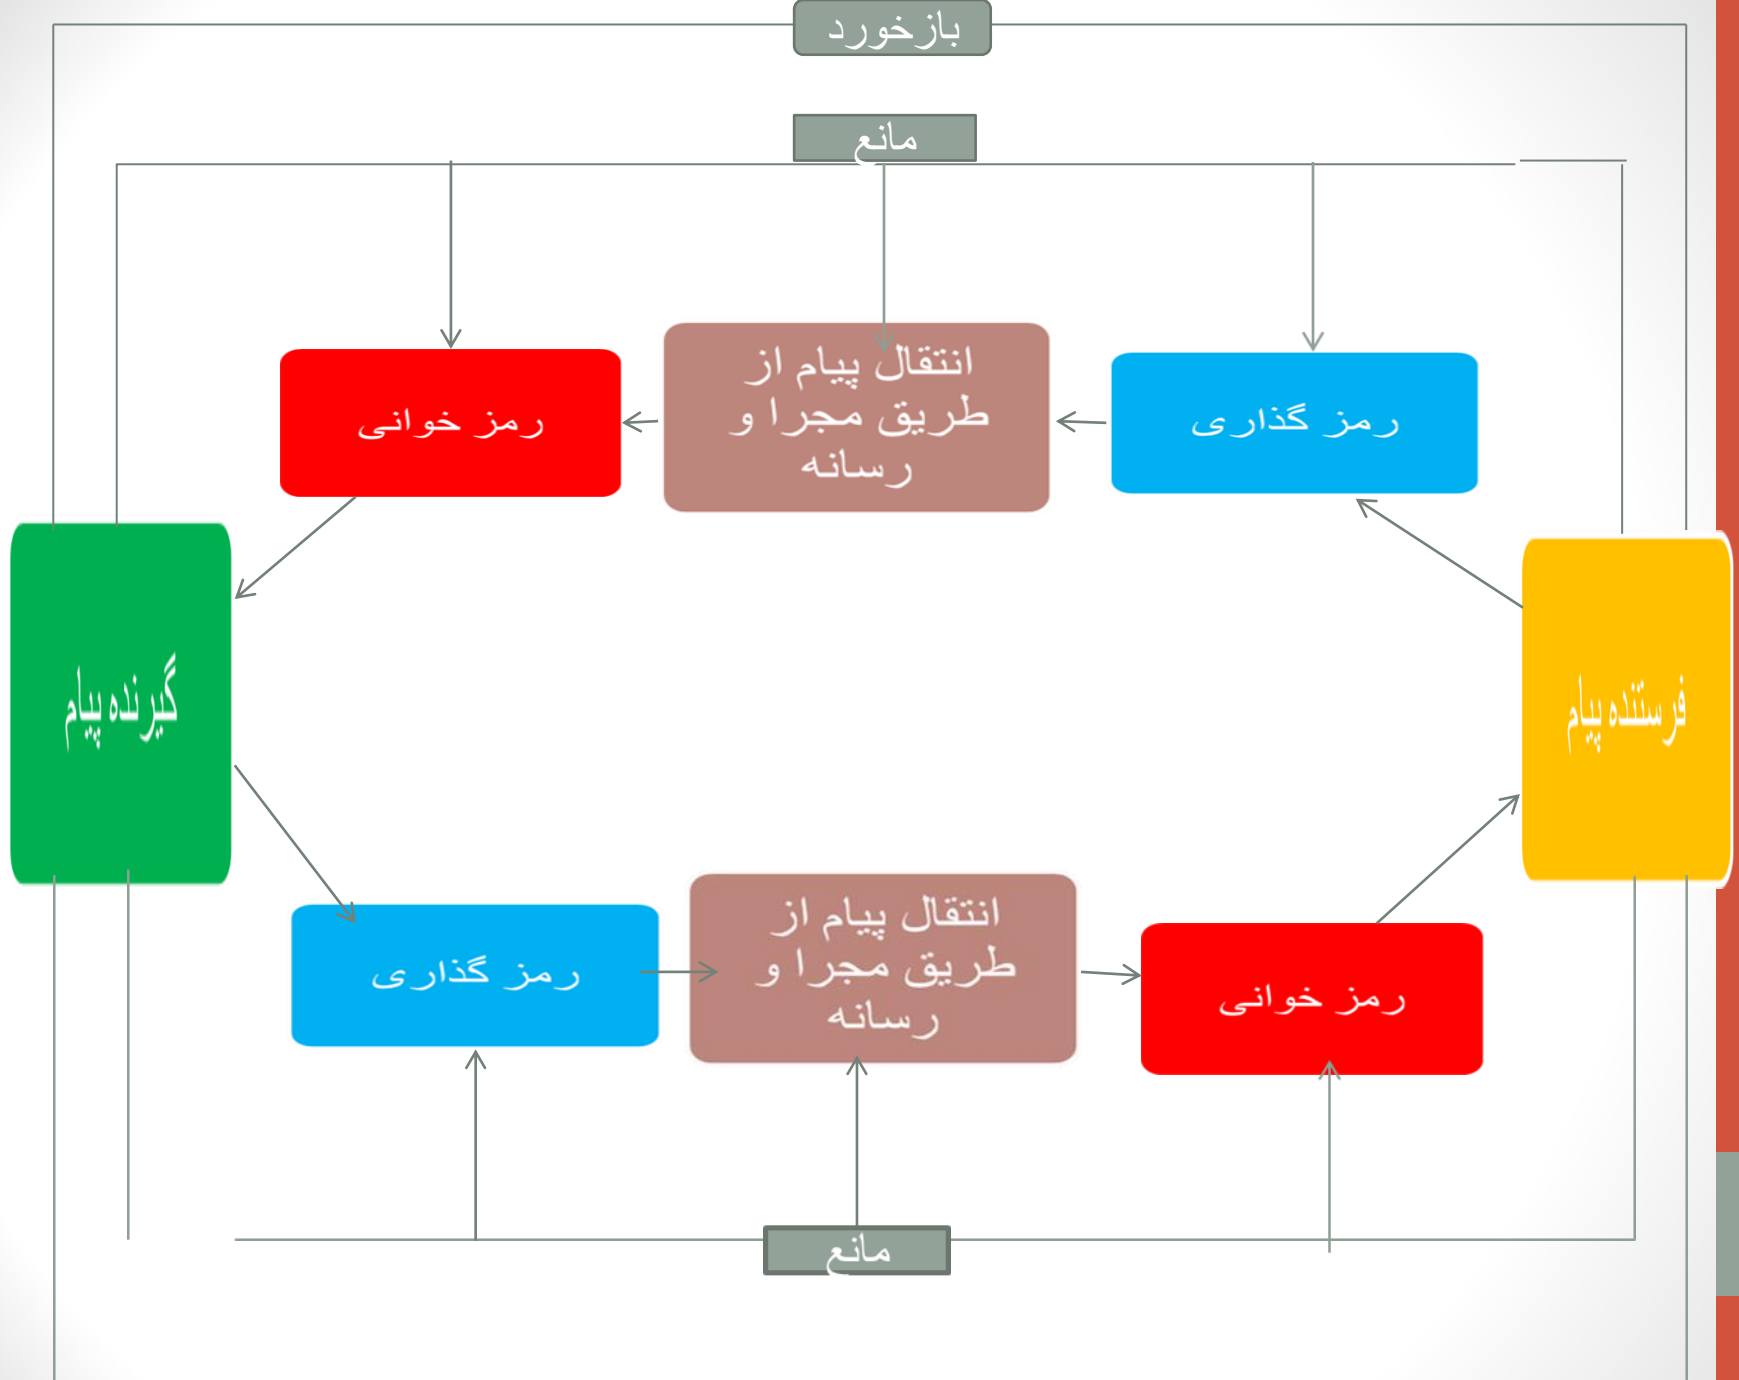 بازخورد
مانع
رمز گذاری
انتقال پیام از
طریق مجرا و
رسانه
رمز خوانی
فرستنده پیام
گیرنده پیام
رمز گذاری
انتقال پیام از
طریق مجرا و
رسانه
رمز خوانی
مانع